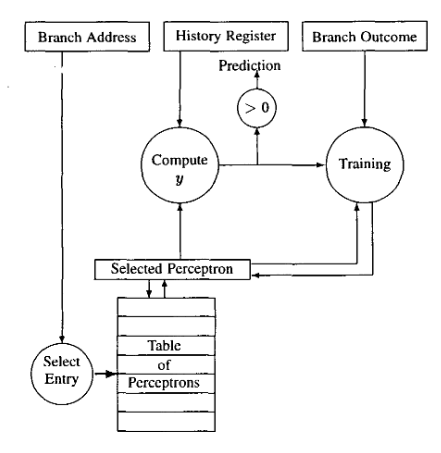 Branch Address
History Register
Branch Outcome
Prediction
> 0
Compute
y
Training
Selected Perceptron
Table
of
Perceptrons
Select
Entry